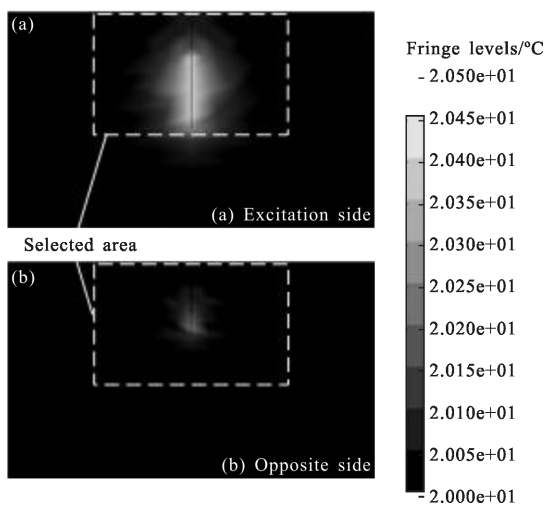 (a)
(a) Excitation side
Selected area
(b)
(b) Opposite side
Fringe levels/°C
2.050e+01
2.045e+01
2.040e+01
2.035e+01
2.030e+01
2.025e+01
2.020e+01
2.015e+01
2.010e+01
2.005e+01
2.000e+01